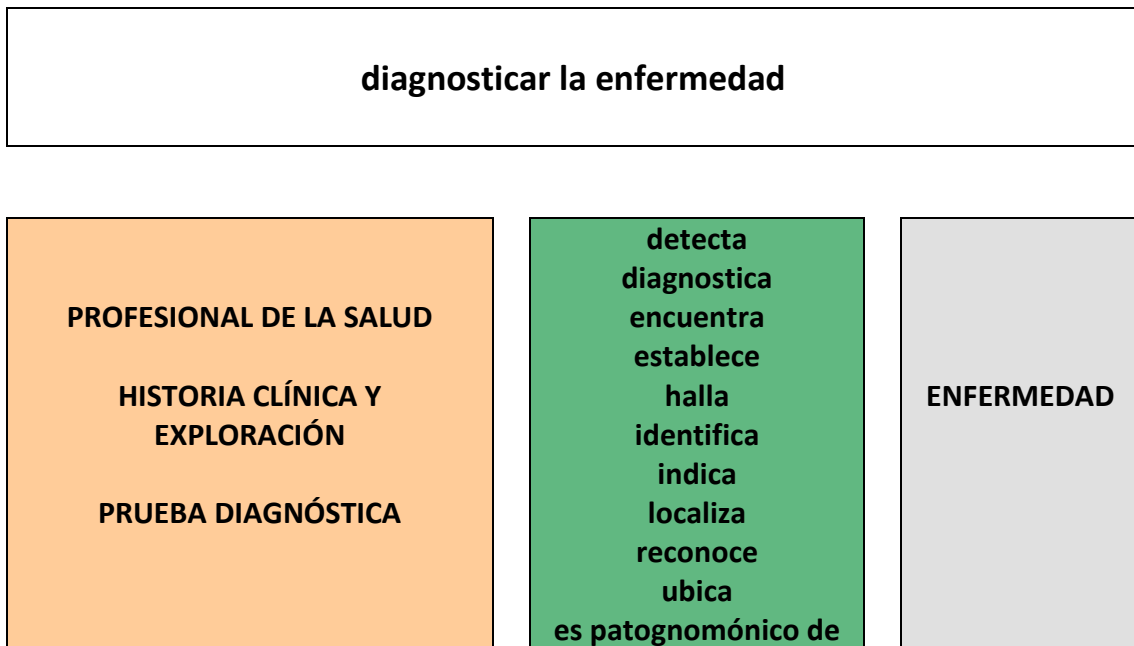 diagnosticar la enfermedad
PROFESIONAL DE LA SALUD
HISTORIA CLÍNICA Y
EXPLORACIÓN
PRUEBA DIAGNÓSTICA
detecta
diagnostica
encuentra
establece
halla
identifica
indica
localiza
reconoce
ubica
es patognomónico de
ENFERMEDAD